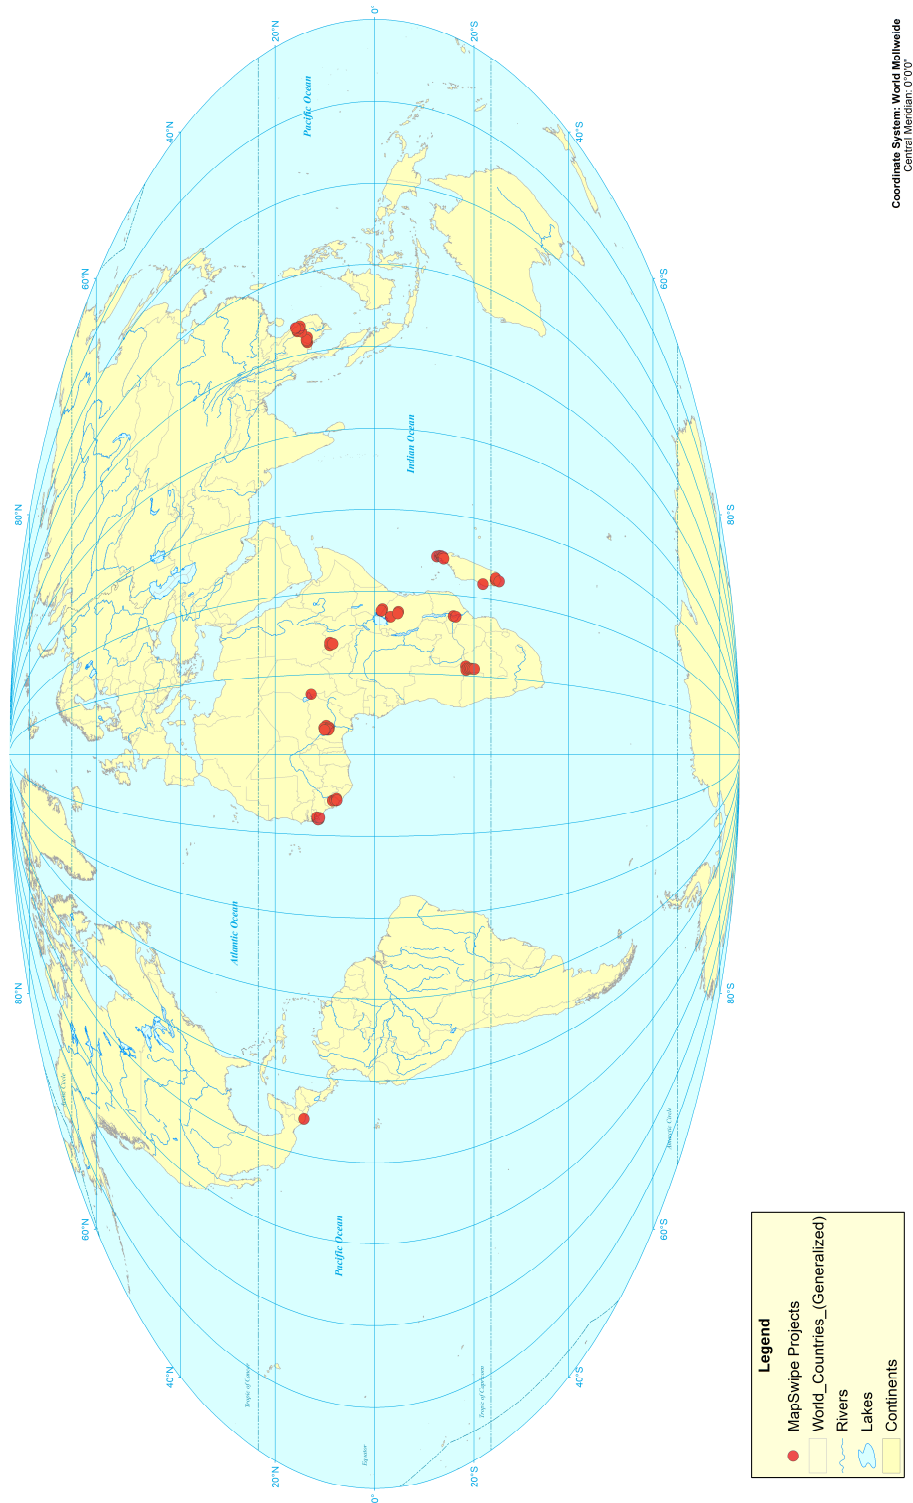 Coordinate System: World Mollweide
Central Meridian: 0°0'0"
80°N
80°N
60°N
60°N
40°N
40°N
20°N
20°N
0°
0°
20°S
20°S
40°S
40°S
60°S
60°S
80°S
80°S
Arctic Circle
Tropic of Cancer
Equator
Tropic of Capricorn
Antarctic Circle
Pacific Ocean
Atlantic Ocean
Indian Ocean
Pacific Ocean
Legend
MapSwipe Projects
World_Countries_(Generalized)
Rivers
Lakes
Continents